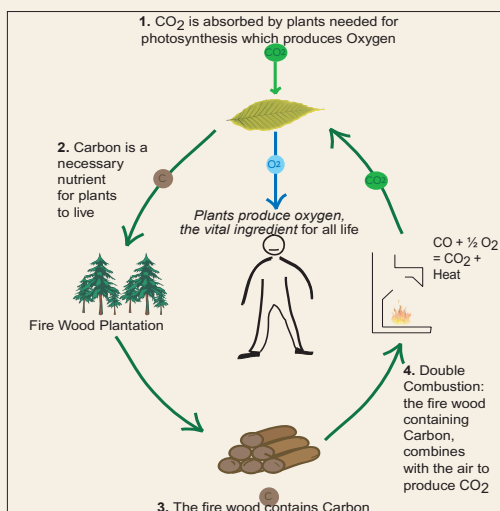 1. CO₂ is absorbed by plants needed for
photosynthesis which produces Oxygen
CO2
2. Carbon is a
necessary
nutrient
for plants
to live
C
O2
CO2
Plants produce oxygen,
the vital ingredient for all life
CO + ½ O₂
= CO₂ +
Heat
Fire Wood Plantation
4. Double
Combustion:
the fire wood
containing
Carbon,
combines
with the air to
produce CO₂
C
3. The fire wood contains Carbon